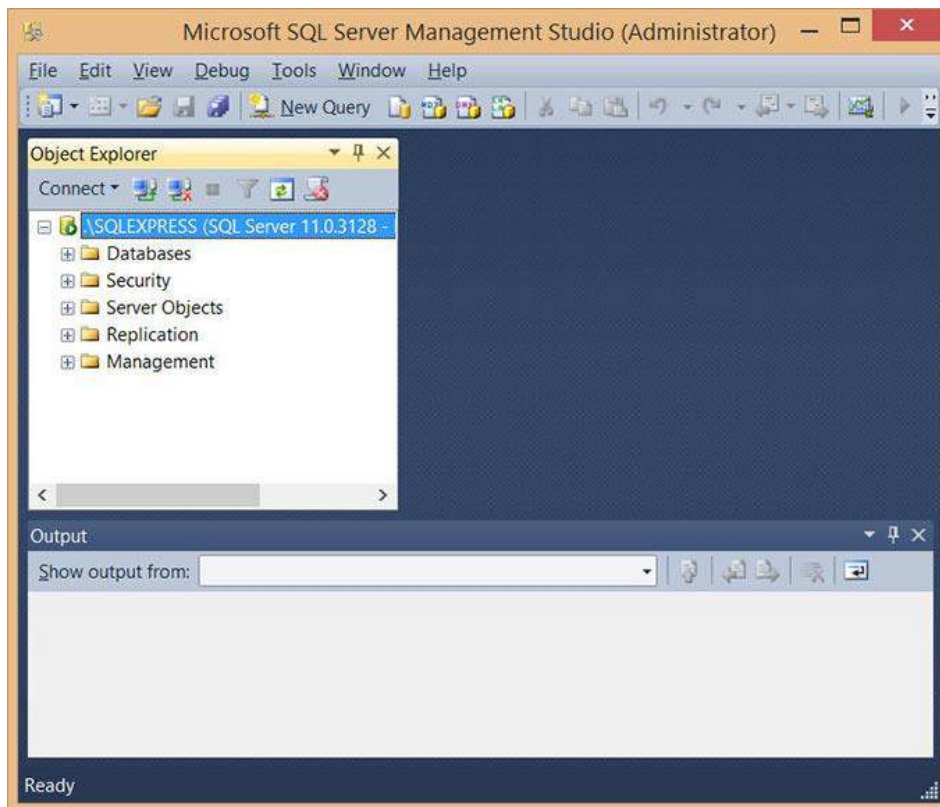 Microsoft SQL Server Management Studio (Administrator)
File Edit View Debug Tools Window Help
New Query
Object Explorer
Connect
.\SQLEXPRESS (SQL Server 11.0.3128 -
Databases
Security
Server Objects
Replication
Management
Output
Show output from:
Ready